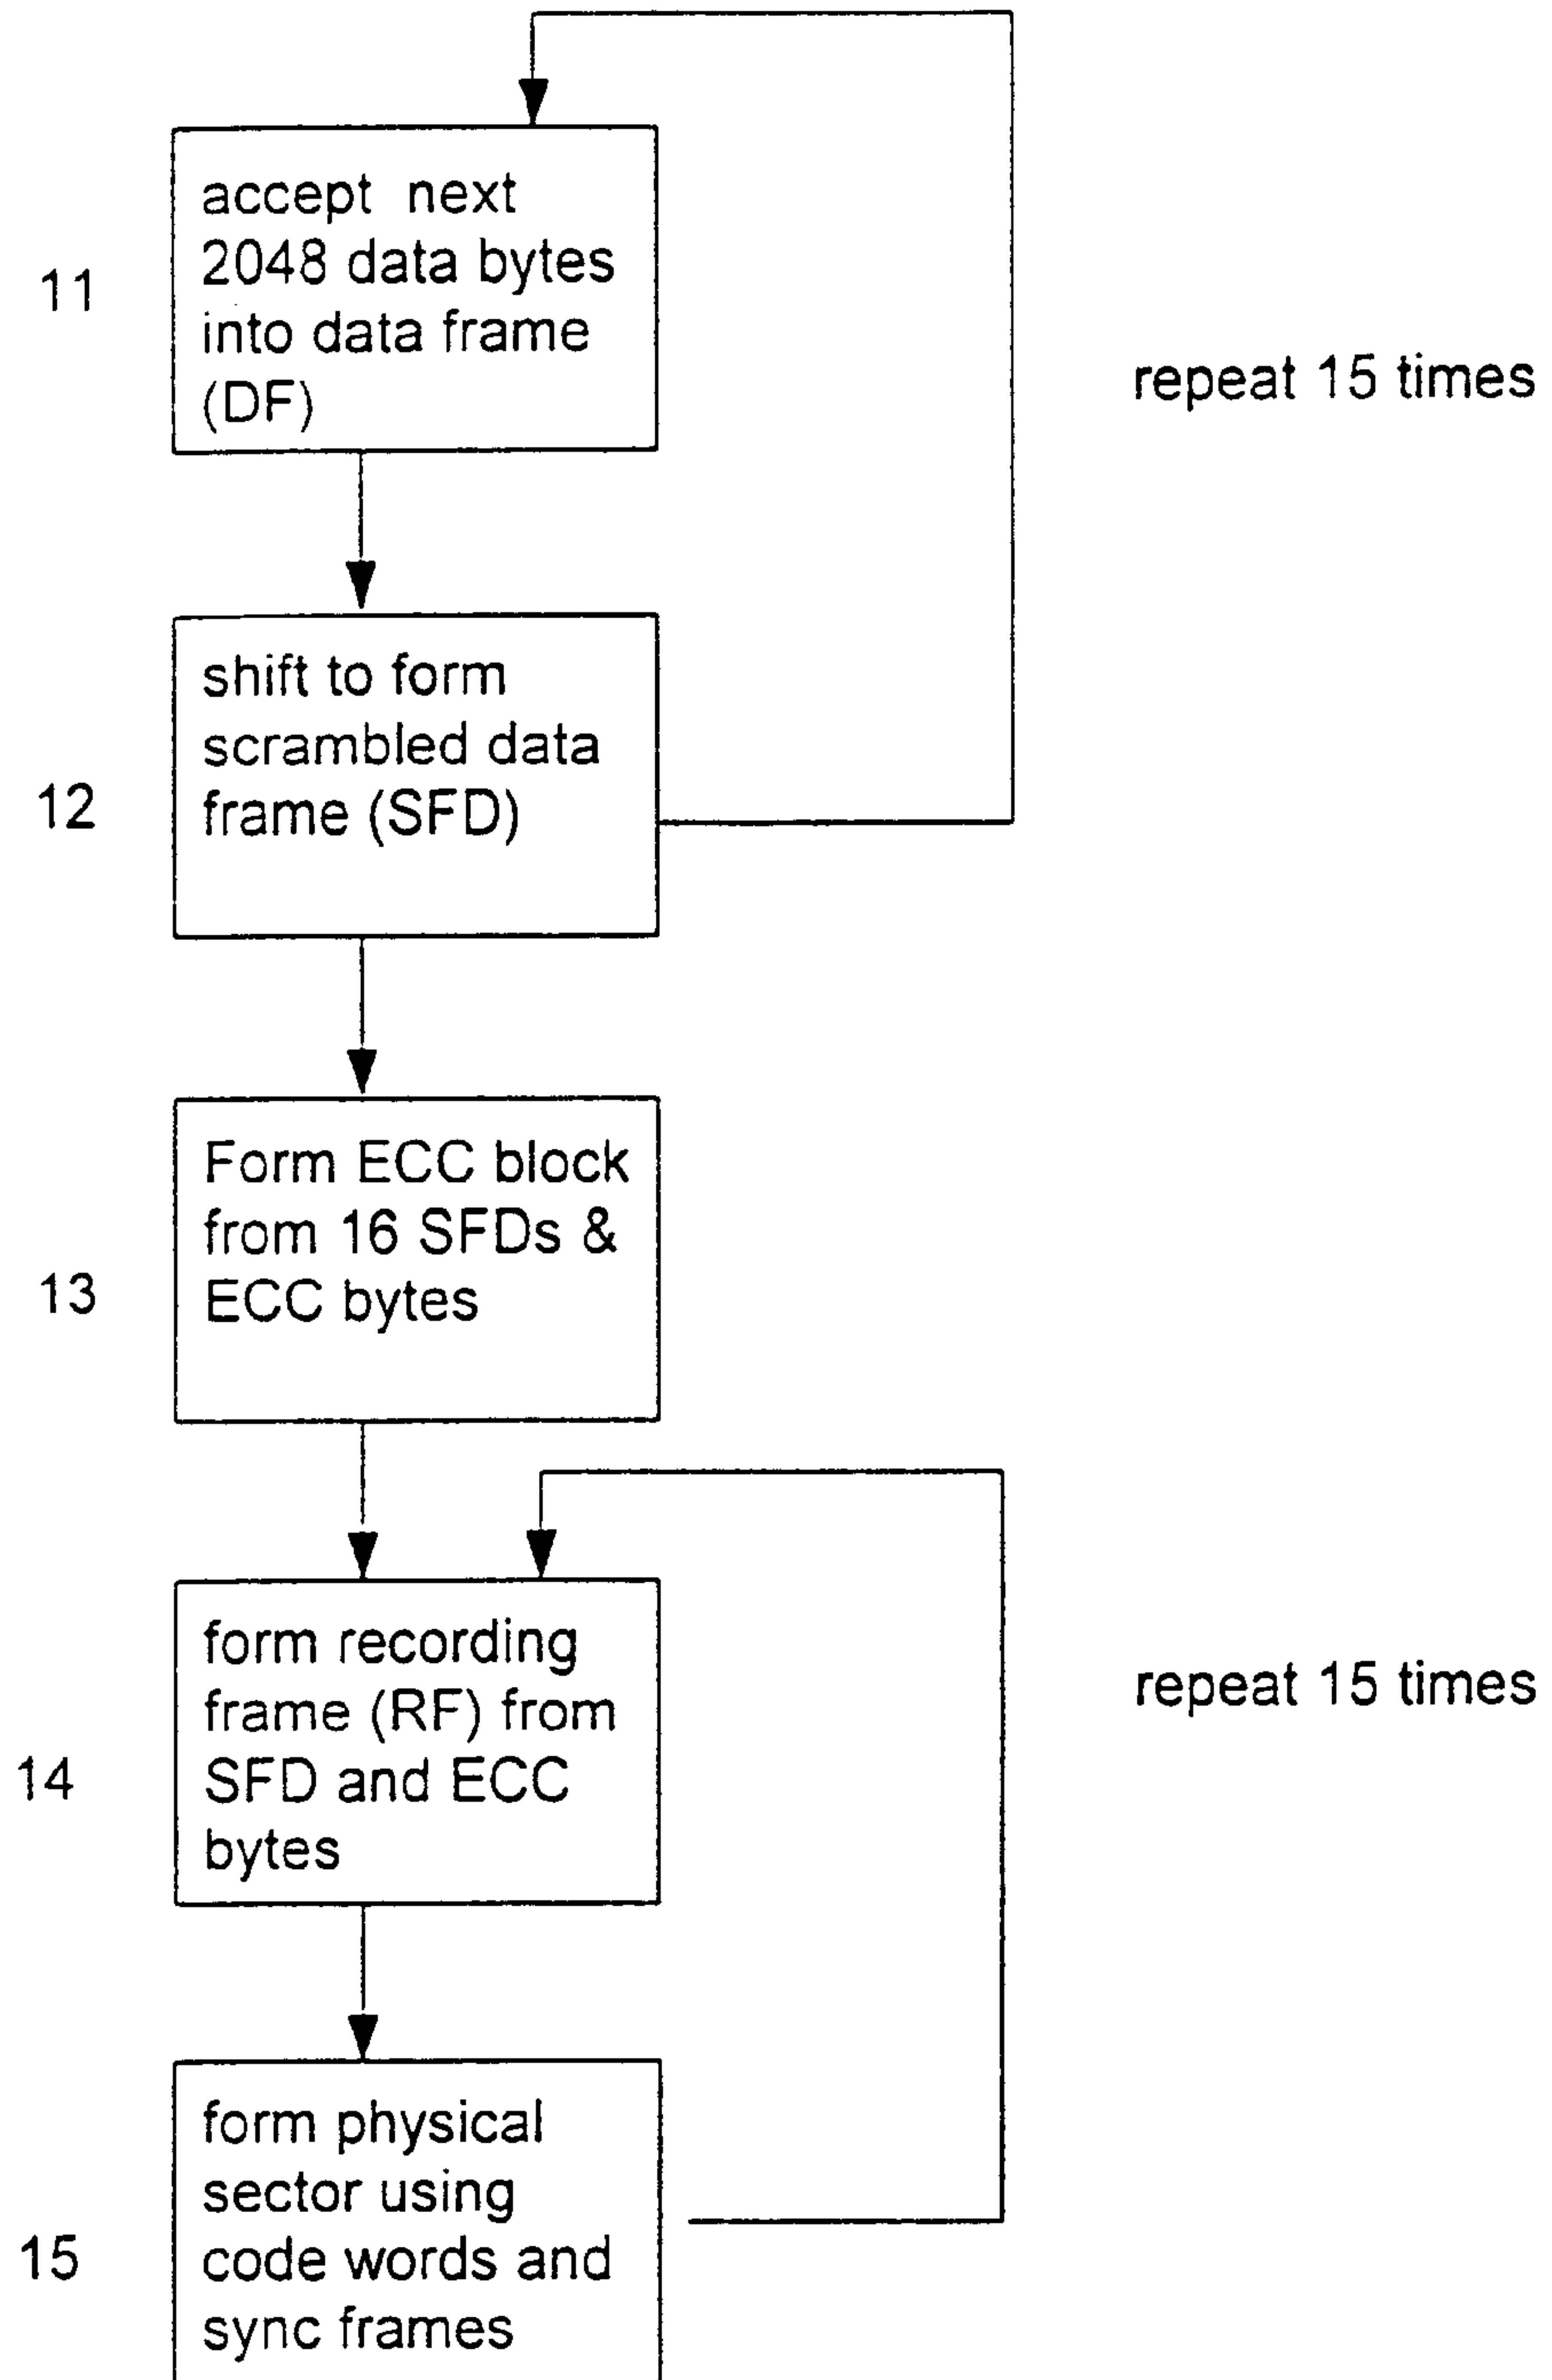 accept next
2048 data bytes
into data frame
(DF)
11
repeat 15 times
shift to form
scrambled data
frame (SFD)
12
Form ECC block
from 16 SFDs &
ECC bytes
13
form recording
frame (RF) from
SFD and ECC
bytes
14
repeat 15 times
form physical
sector using
code words and
sync frames
15